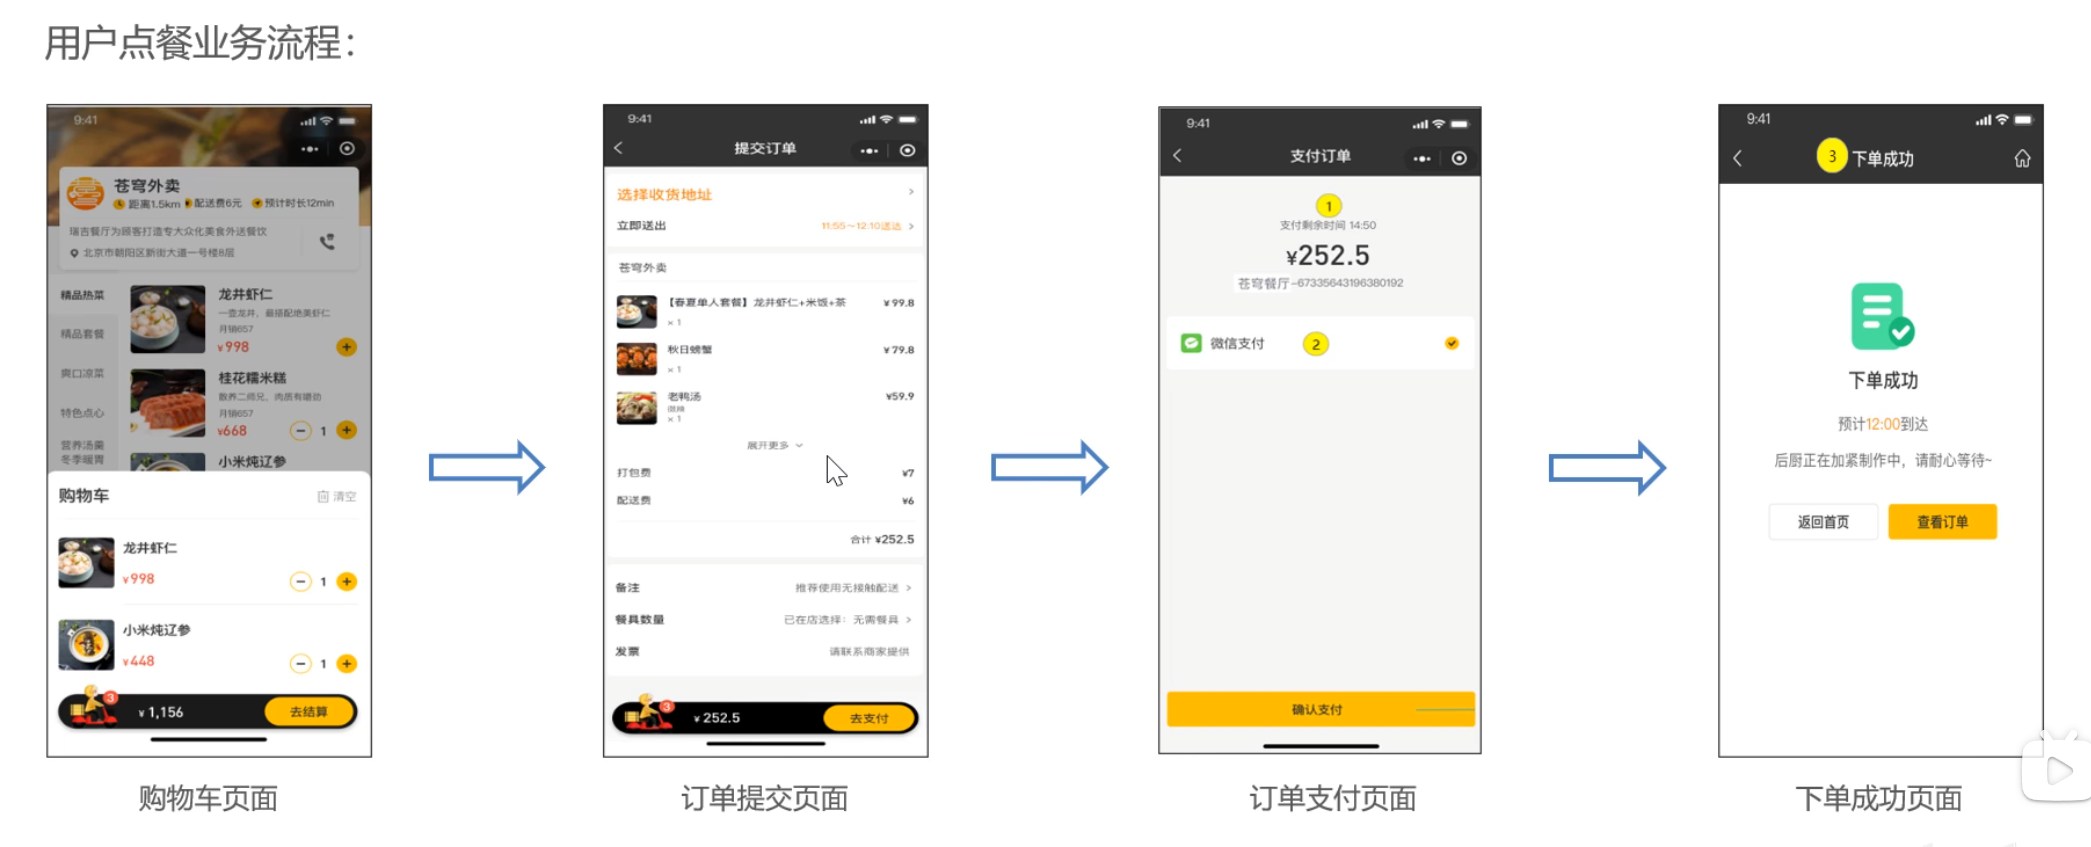 用户点餐业务流程：
9:41
苍穹外卖
距离1.5km 配送费6元 预计时长12min
瑞吉餐厅为顾客打造专大众化美食外送餐饮
北京市朝阳区新街大道一号楼8层
精品热菜
精品套餐
爽口凉菜
特色点心
营养汤羹
冬季暖胃
龙井虾仁
一壶龙井，最搭配绝美虾仁
月销657
¥998
桂花糯米糕
散养二师兄，肉质有嚼劲
月销657
¥668
1
小米炖辽参
购物车
清空
龙井虾仁
¥998
1
小米炖辽参
¥448
1
3
¥1,156
去结算
购物车页面
9:41
提交订单
选择收货地址
立即送出 11:55～12:10送达
苍穹外卖
【春夏单人套餐】龙井虾仁+米饭+茶 ¥99.8
×1
秋日螃蟹 ¥79.8
×1
老鸭汤 ¥59.9
微辣
×1
展开更多
打包费 ¥7
配送费 ¥6
合计 ¥252.5
备注 推荐使用无接触配送
餐具数量 已在店选择：无需餐具
发票 请联系商家提供
3
¥252.5
去支付
订单提交页面
9:41
支付订单
1
支付剩余时间 14:50
¥252.5
苍穹餐厅-67335643196380192
微信支付 2
确认支付
订单支付页面
9:41
3 下单成功
下单成功
预计12:00到达
后厨正在加紧制作中，请耐心等待~
返回首页 查看订单
下单成功页面